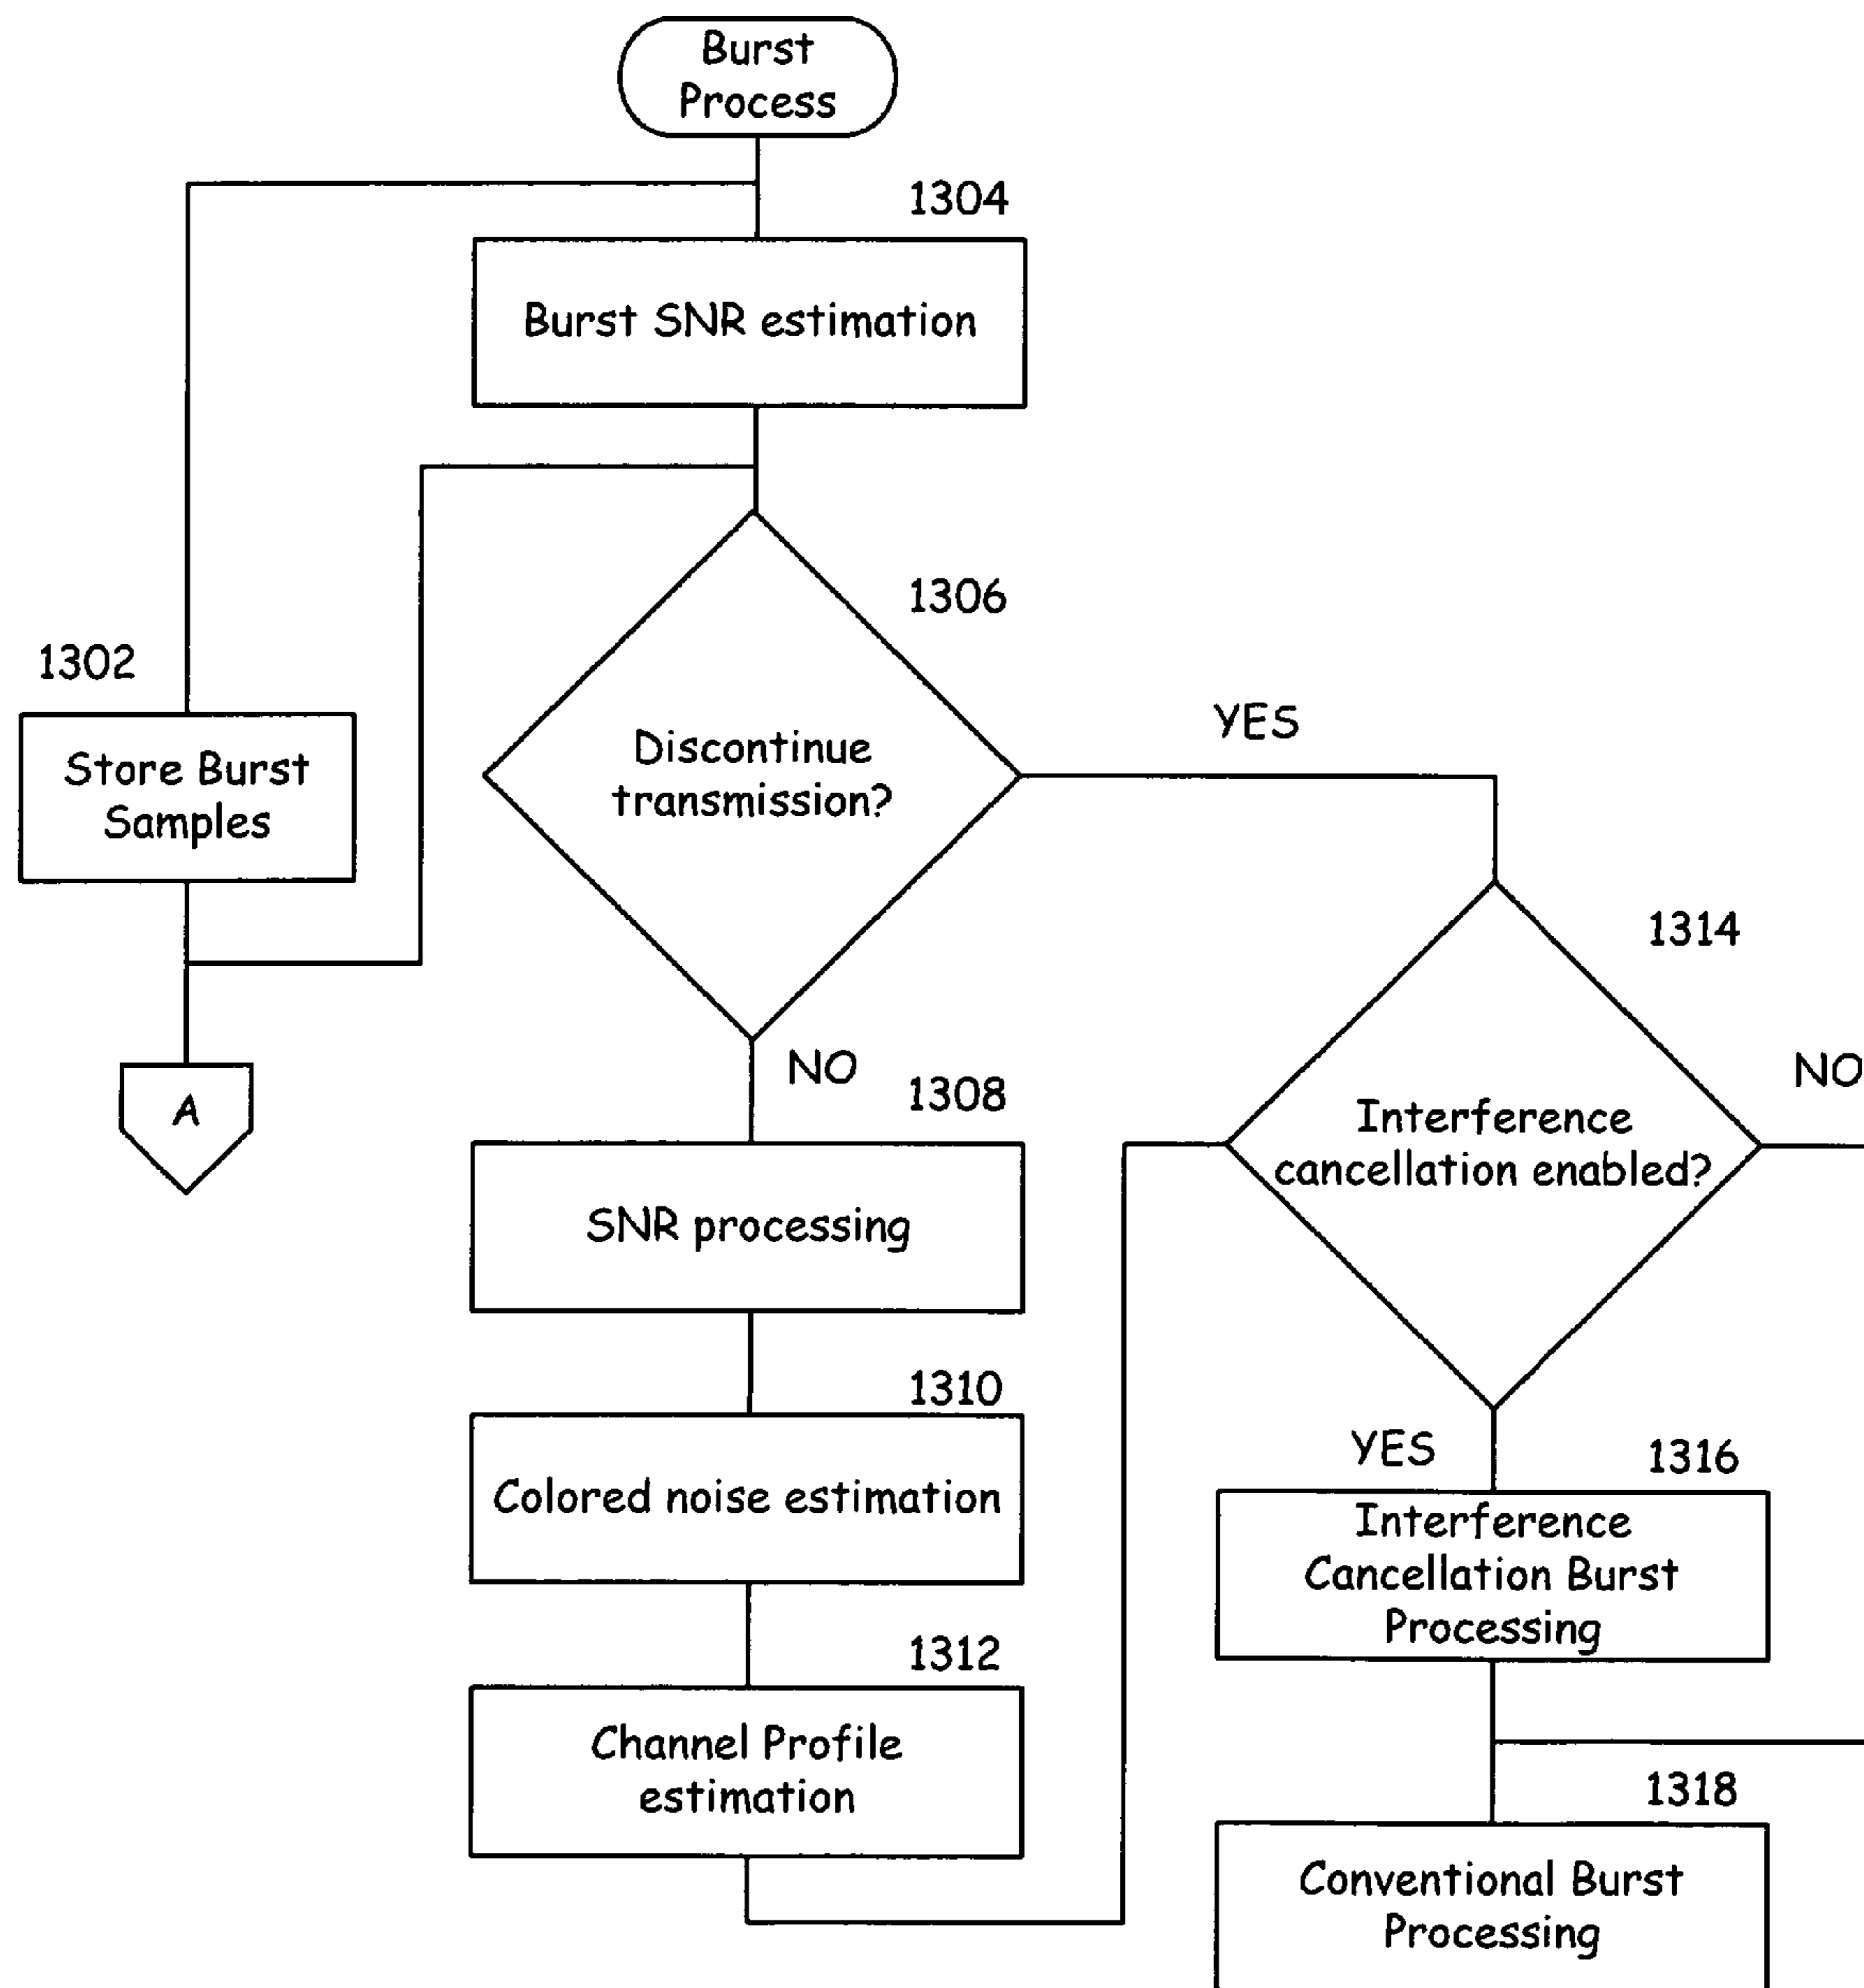 Burst
Process
1304
Burst SNR estimation
1306
Discontinue
transmission?
YES
1302
Store Burst
Samples
A
NO
1308
SNR processing
1310
Colored noise estimation
1312
Channel Profile
estimation
1314
Interference
cancellation enabled?
NO
YES
1316
Interference
Cancellation Burst
Processing
1318
Conventional Burst
Processing